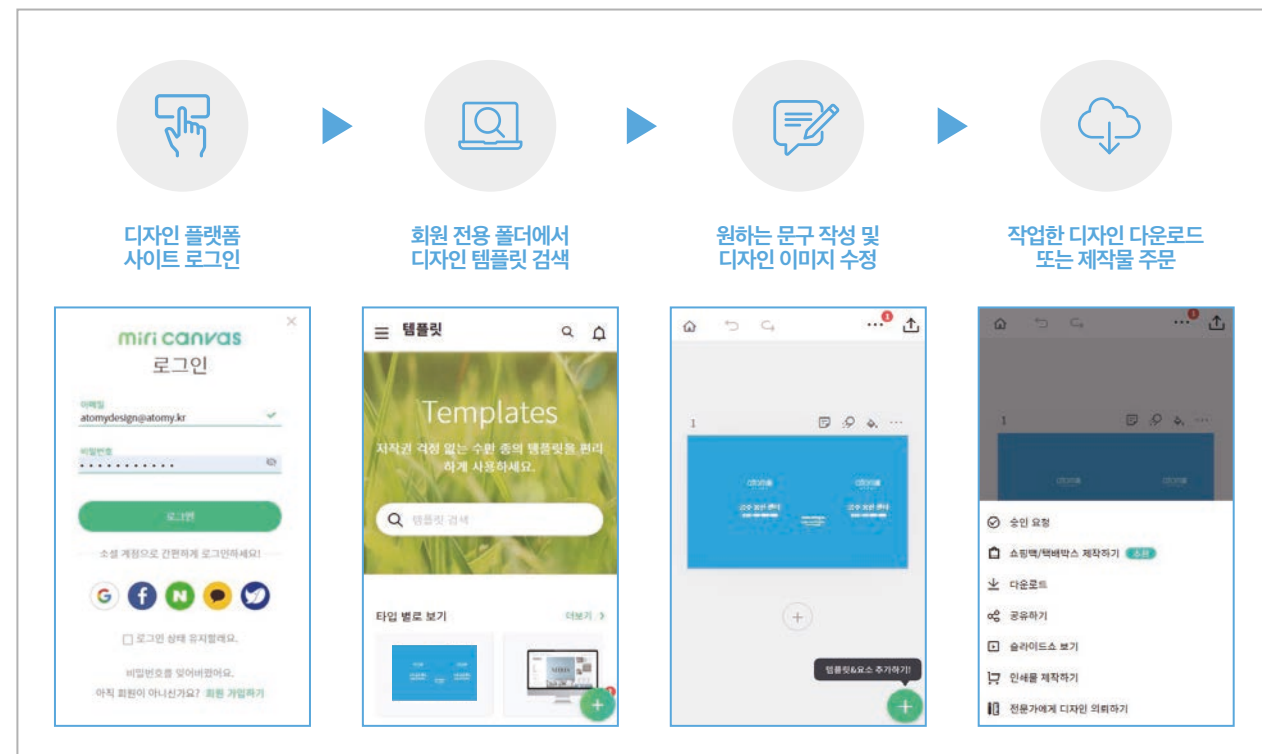 디자인 플랫폼
사이트 로그인
회원 전용 폴더에서
디자인 템플릿 검색
원하는 문구 작성 및
디자인 이미지 수정
작업한 디자인 다운로드
또는 제작물 주문
miri canvas
로그인
이메일
atomydesign@atomy.kr
비밀번호
로그인
소셜 계정으로 간편하게 로그인하세요!
로그인 상태 유지할래요.
비밀번호를 잊어버렸어요.
아직 회원이 아니신가요? 회원 가입하기
템플릿
Templates
저작권 걱정 없는 수만 종의 템플릿을 편리
하게 사용하세요.
템플릿 검색
타입 별로 보기
더보기
1
템플릿&요소 추가하기!
1
승인 요청
쇼핑백/택배박스 제작하기
다운로드
공유하기
슬라이드쇼 보기
인쇄물 제작하기
전문가에게 디자인 의뢰하기